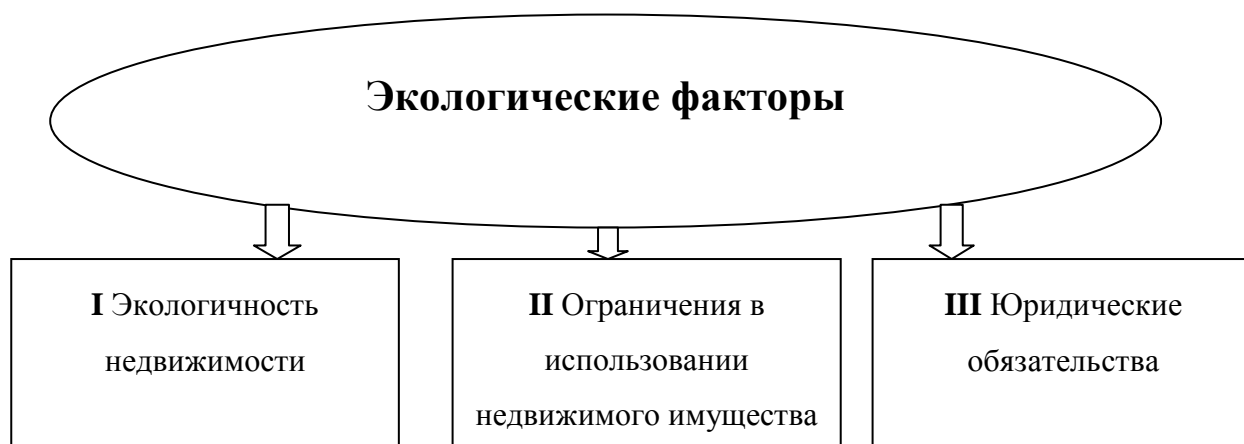 Экологические факторы
I Экологичность
недвижимости
II Ограничения в
использовании
недвижимого имущества
III Юридические
обязательства